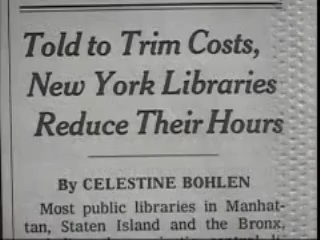 Told to Trim Costs,
New York Libraries
Reduce Their Hours
By CELESTINE BOHLEN
Most public libraries in Manhat-
tan, Staten Island and the Bronx,